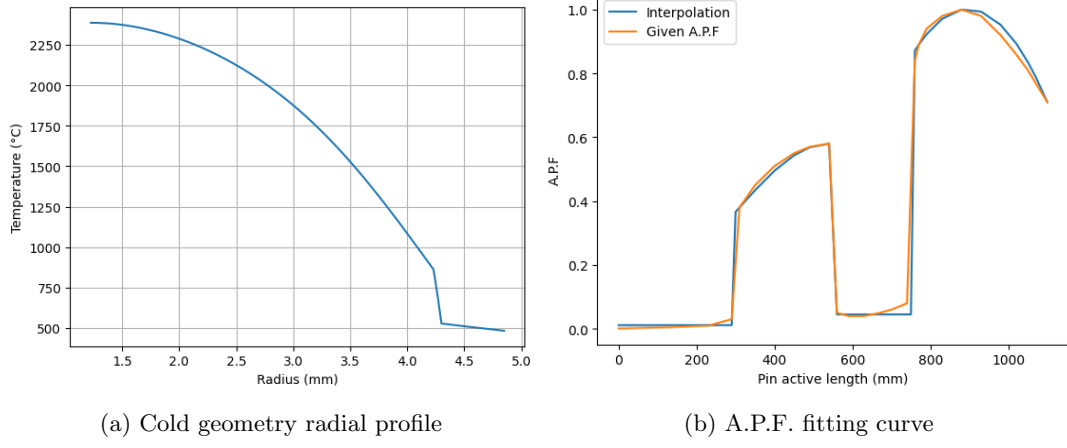 2250
2000
1750
1500
1250
1000
750
500
Temperature (°C)
1.5 2.0 2.5 3.0 3.5 4.0 4.5 5.0
Radius (mm)
(a) Cold geometry radial profile
Interpolation
Given A.P.F
1.0
0.8
0.6
0.4
0.2
0.0
A.P.F
0 200 400 600 800 1000
Pin active length (mm)
(b) A.P.F. fitting curve